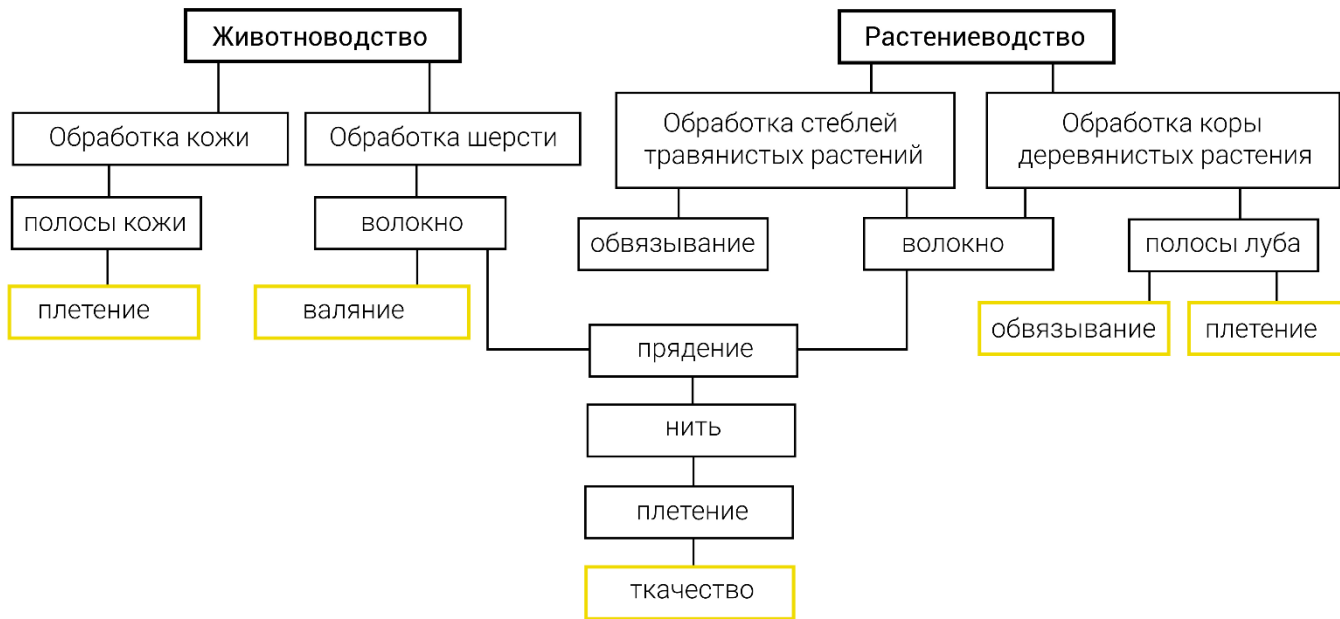 Животноводство
Растениеводство
Обработка кожи
Обработка шерсти
Обработка стеблей
травянистых растений
Обработка коры
деревянистых растения
полосы кожи
волокно
обвязывание
волокно
полосы луба
плетение
валяние
обвязывание
плетение
прядение
нить
плетение
ткачество